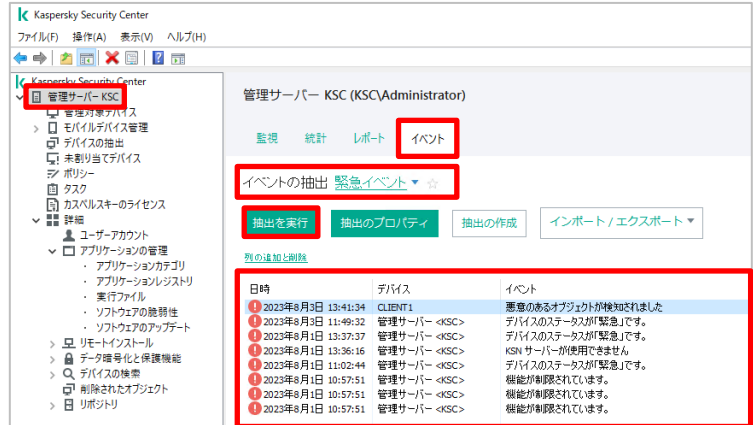 Kaspersky Security Center
ファイル(F) 操作(A) 表示(V) ヘルプ(H)
Kaspersky Security Center
管理サーバー KSC
管理対象デバイス
モバイルデバイス管理
デバイスの抽出
未割り当てデバイス
ポリシー
タスク
カスペルスキーのライセンス
詳細
ユーザーアカウント
アプリケーションの管理
・ アプリケーションカテゴリ
・ アプリケーションレジストリ
・ 実行ファイル
・ ソフトウェアの脆弱性
・ ソフトウェアのアップデート
リモートインストール
データ暗号化と保護機能
デバイスの検索
削除されたオブジェクト
リポジトリ
管理サーバー KSC (KSC\Administrator)
監視 統計 レポート イベント
イベントの抽出 緊急イベント
抽出を実行 抽出のプロパティ 抽出の作成 インポート / エクスポート
列の追加と削除
日時 デバイス イベント
2023年8月3日 13:41:34 CLIENT1 悪意のあるオブジェクトが検知されました
2023年8月3日 11:49:32 管理サーバー <KSC> デバイスのステータスが「緊急」です。
2023年8月1日 13:37:37 管理サーバー <KSC> デバイスのステータスが「緊急」です。
2023年8月1日 13:36:16 管理サーバー <KSC> KSN サーバーが使用できません
2023年8月1日 11:02:44 管理サーバー <KSC> デバイスのステータスが「緊急」です。
2023年8月1日 10:57:51 管理サーバー <KSC> 機能が制限されています。
2023年8月1日 10:57:51 管理サーバー <KSC> 機能が制限されています。
2023年8月1日 10:57:51 管理サーバー <KSC> 機能が制限されています。